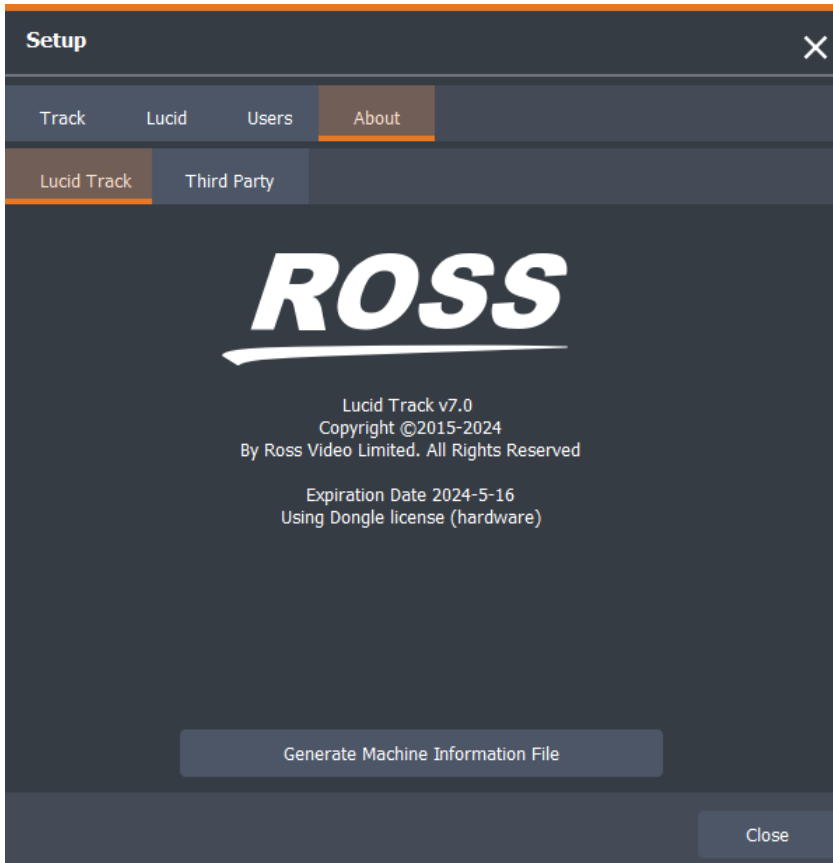 Setup
Track Lucid Users About
Lucid Track Third Party
ROSS
Lucid Track v7.0
Copyright ©2015-2024
By Ross Video Limited. All Rights Reserved
Expiration Date 2024-5-16
Using Dongle license (hardware)
Generate Machine Information File
Close